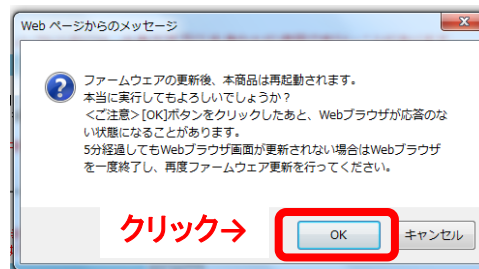 Web ページからのメッセージ
ファームウェアの更新後、本商品は再起動されます。
本当に実行してもよろしいでしょうか？
＜ご注意＞[OK]ボタンをクリックしたあと、Webブラウザが応答のな
い状態になることがあります。
5分経過してもWebブラウザ画面が更新されない場合はWebブラウザ
を一度終了し、再度ファームウェア更新を行ってください。
クリック→
OK
キャンセル